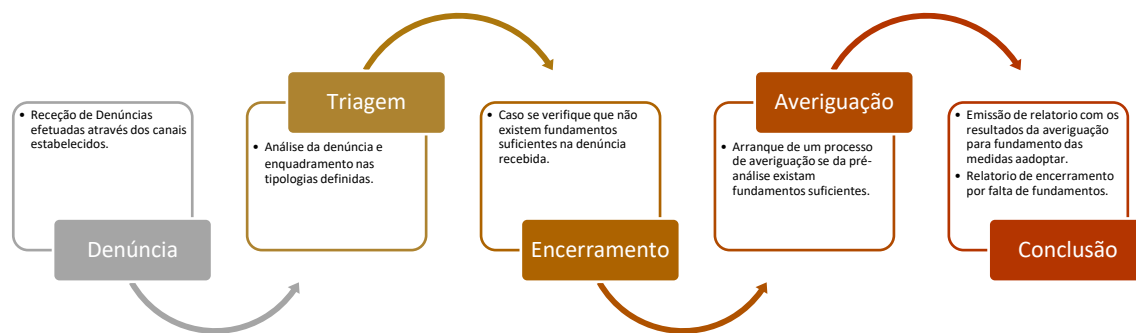 • Receção de Denúncias
efetuadas através dos canais
estabelecidos.
Denúncia
Triagem
• Análise da denúncia e
enquadramento nas
tipologias definidas.
• Caso se verifique que não
existem fundamentos
suficientes na denúncia
recebida.
Encerramento
Averiguação
• Arranque de um processo
de averiguação se da pré-
análise existam
fundamentos suficientes.
• Emissão de relatorio com os
resultados da averiguação
para fundamento das
medidas aadoptar.
• Relatorio de encerramento
por falta de fundamentos.
Conclusão